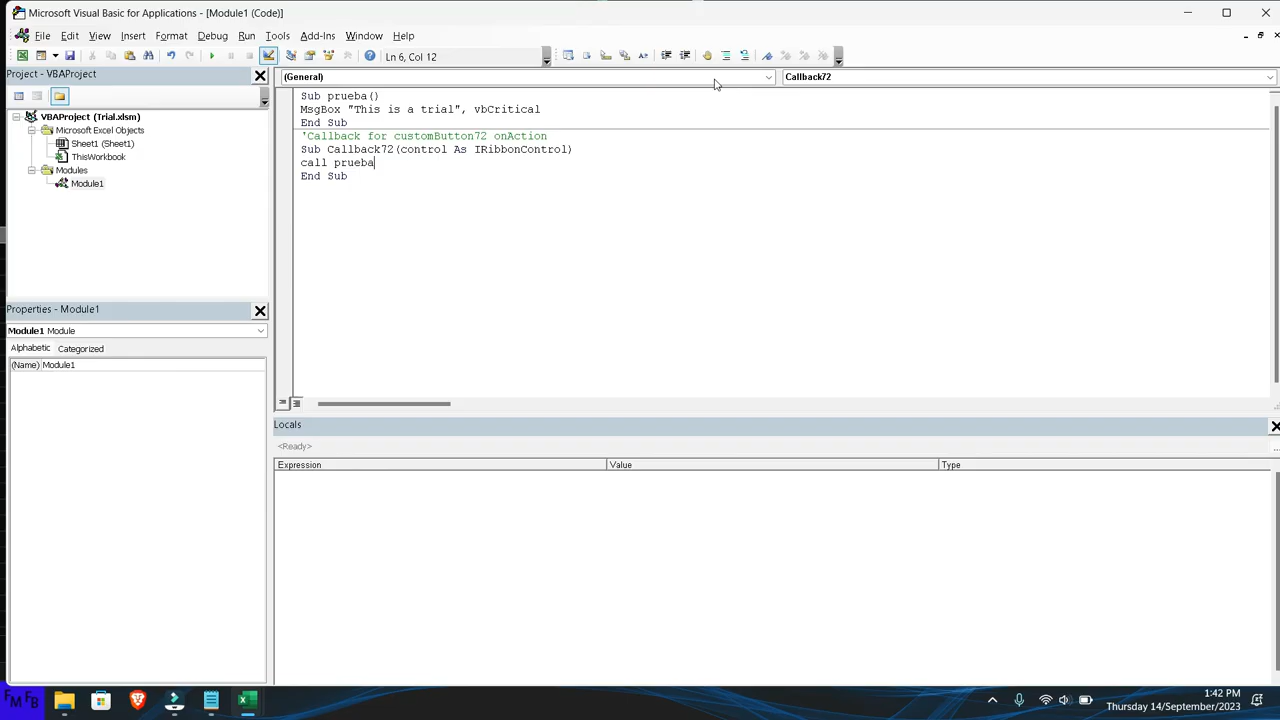 Microsoft Visual Basic for Applications - [Module1 (Code)]
File Edit View Insert Format Debug Run Tools Add-Ins Window Help
Ln 6, Col 12
Project - VBAProject
(General)
Callback72
VBAProject (Trial.xlsm)
Microsoft Excel Objects
Sheet1 (Sheet1)
ThisWorkbook
Modules
Module1
Sub prueba()
MsgBox "This is a trial", vbCritical
End Sub
'Callback for customButton72 onAction
Sub Callback72(control As IRibbonControl)
call prueba
End Sub
Properties - Module1
Module1 Module
Alphabetic Categorized
(Name) Module1
Locals
<Ready>
Expression Value Type
FMFB
1:42 PM
Thursday 14/September/2023